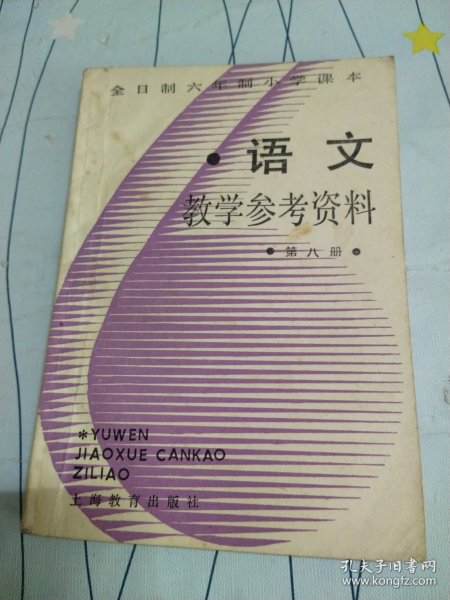 全日制六年制小学课本
·语文
教学参考资料
·第八册·
*YUWEN
JIAOXUE CANKAO
ZILIAO
上海教育出版社
孔夫子旧书网
www.kongfz.com